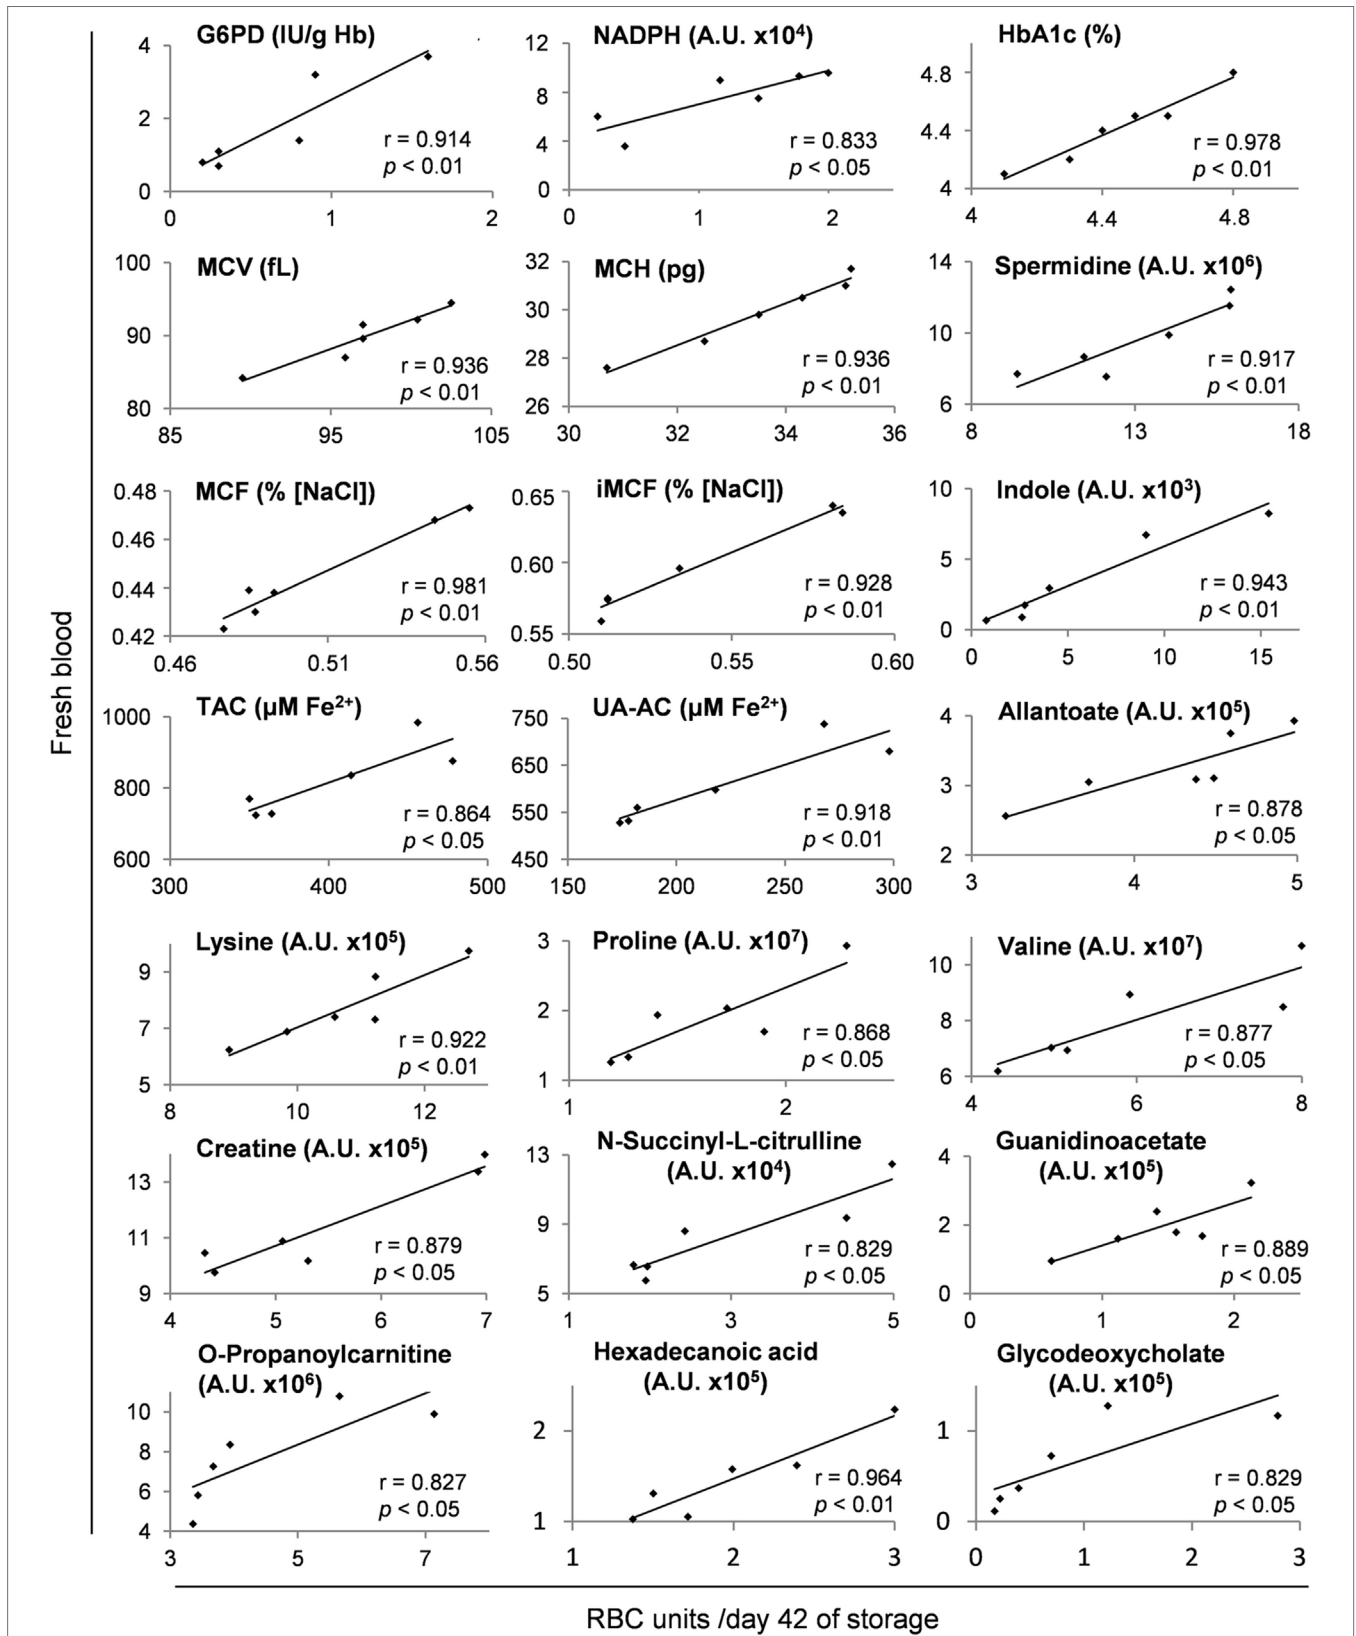 G6PD (IU/g Hb)
4
2
0
0 1 2
r = 0.914
p < 0.01
NADPH (A.U. x10⁴)
12
8
4
0
0 1 2
r = 0.833
p < 0.05
HbA1c (%)
4.8
4.4
4
4 4.4 4.8
r = 0.978
p < 0.01
MCV (fL)
100
90
80
85 95 105
r = 0.936
p < 0.01
MCH (pg)
32
30
28
26
30 32 34 36
r = 0.936
p < 0.01
Spermidine (A.U. x10⁶)
14
10
6
8 13 18
r = 0.917
p < 0.01
MCF (% [NaCl])
0.48
0.46
0.44
0.42
0.46 0.51 0.56
r = 0.981
p < 0.01
iMCF (% [NaCl])
0.65
0.60
0.55
0.50 0.55 0.60
r = 0.928
p < 0.01
Indole (A.U. x10³)
10
5
0
0 5 10 15
r = 0.943
p < 0.01
Fresh blood
TAC (µM Fe²⁺)
1000
800
600
300 400 500
r = 0.864
p < 0.05
UA-AC (µM Fe²⁺)
750
650
550
450
150 200 250 300
r = 0.918
p < 0.01
Allantoate (A.U. x10⁵)
4
3
2
3 4 5
r = 0.878
p < 0.05
Lysine (A.U. x10⁵)
9
7
5
8 10 12
r = 0.922
p < 0.01
Proline (A.U. x10⁷)
3
2
1
1 2
r = 0.868
p < 0.05
Valine (A.U. x10⁷)
10
8
6
4 6 8
r = 0.877
p < 0.05
Creatine (A.U. x10⁵)
13
11
9
4 5 6 7
r = 0.879
p < 0.05
N-Succinyl-L-citrulline
(A.U. x10⁴)
13
9
5
1 3 5
r = 0.829
p < 0.05
Guanidinoacetate
(A.U. x10⁵)
4
2
0
0 1 2
r = 0.889
p < 0.05
O-Propanoylcarnitine
(A.U. x10⁶)
10
8
6
4
3 5 7
r = 0.827
p < 0.05
Hexadecanoic acid
(A.U. x10⁵)
2
1
1 2 3
r = 0.964
p < 0.01
Glycodeoxycholate
(A.U. x10⁵)
1
0
0 1 2 3
r = 0.829
p < 0.05
RBC units /day 42 of storage